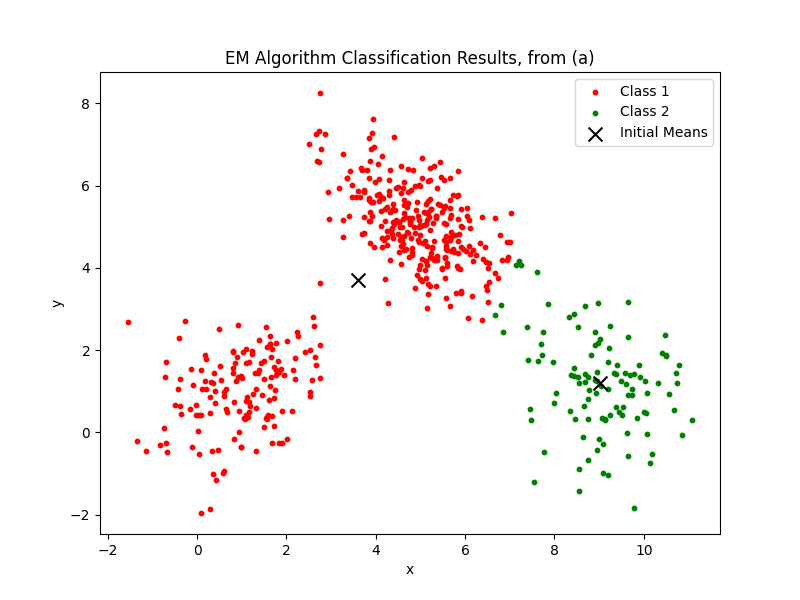 EM Algorithm Classification Results, from (a)
Class 1
Class 2
Initial Means
8
6
4
2
0
−2
y
−2 0 2 4 6 8 10
x